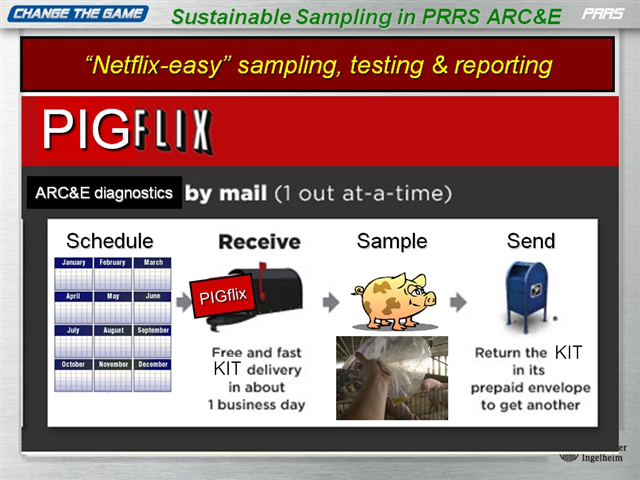 CHANGE THE GAME
Sustainable Sampling in PRRS ARC&E
PRRS
“Netflix-easy” sampling, testing & reporting
PIGFLIX
ARC&E diagnostics by mail (1 out at-a-time)
Schedule
Receive
Sample
Send
January February March
April May June
July August September
October November December
PIGflix
Free and fast
KIT delivery
in about
1 business day
Return the KIT
in its
prepaid envelope
to get another
Ingelheim